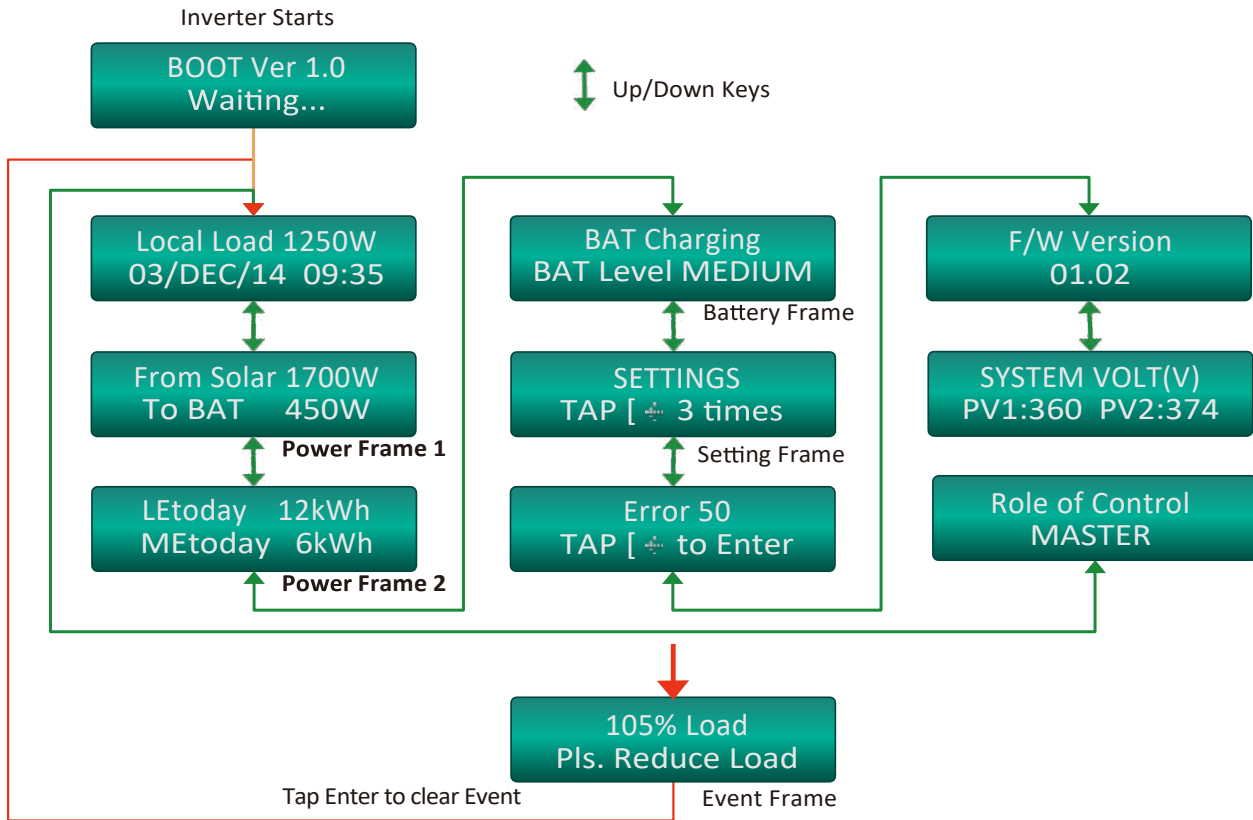 Inverter Starts
BOOT Ver 1.0
Waiting...
Up/Down Keys
Local Load 1250W
03/DEC/14 09:35
From Solar 1700W
To BAT 450W
Power Frame 1
LEtoday 12kWh
MEtoday 6kWh
Power Frame 2
BAT Charging
BAT Level MEDIUM
Battery Frame
SETTINGS
TAP [ ⏎ 3 times
Setting Frame
Error 50
TAP [ ⏎ to Enter
F/W Version
01.02
SYSTEM VOLT(V)
PV1:360 PV2:374
Role of Control
MASTER
105% Load
Pls. Reduce Load
Tap Enter to clear Event
Event Frame